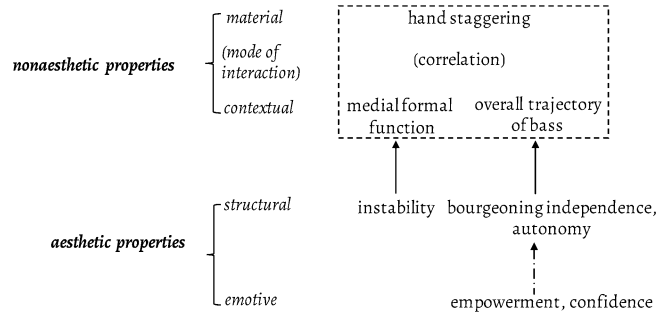 material
hand staggering
nonaesthetic properties
(mode of
interaction)
(correlation)
contextual
medial formal
function
overall trajectory
of bass
structural
instability
bourgeoning independence,
autonomy
aesthetic properties
emotive
empowerment, confidence